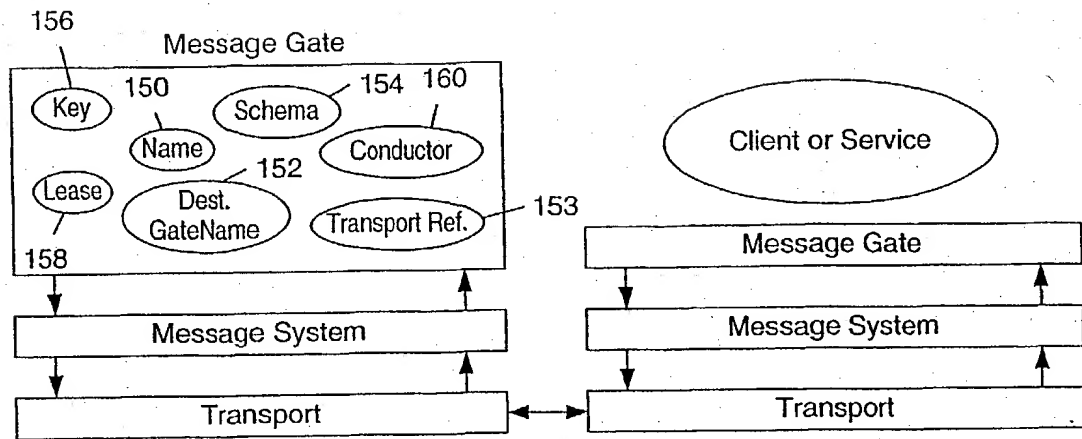 156
Message Gate
150
154
160
Key
Schema
Name
Conductor
152
Lease
Dest.
GateName
Transport Ref.
153
158
Message System
Transport
Client or Service
Message Gate
Message System
Transport